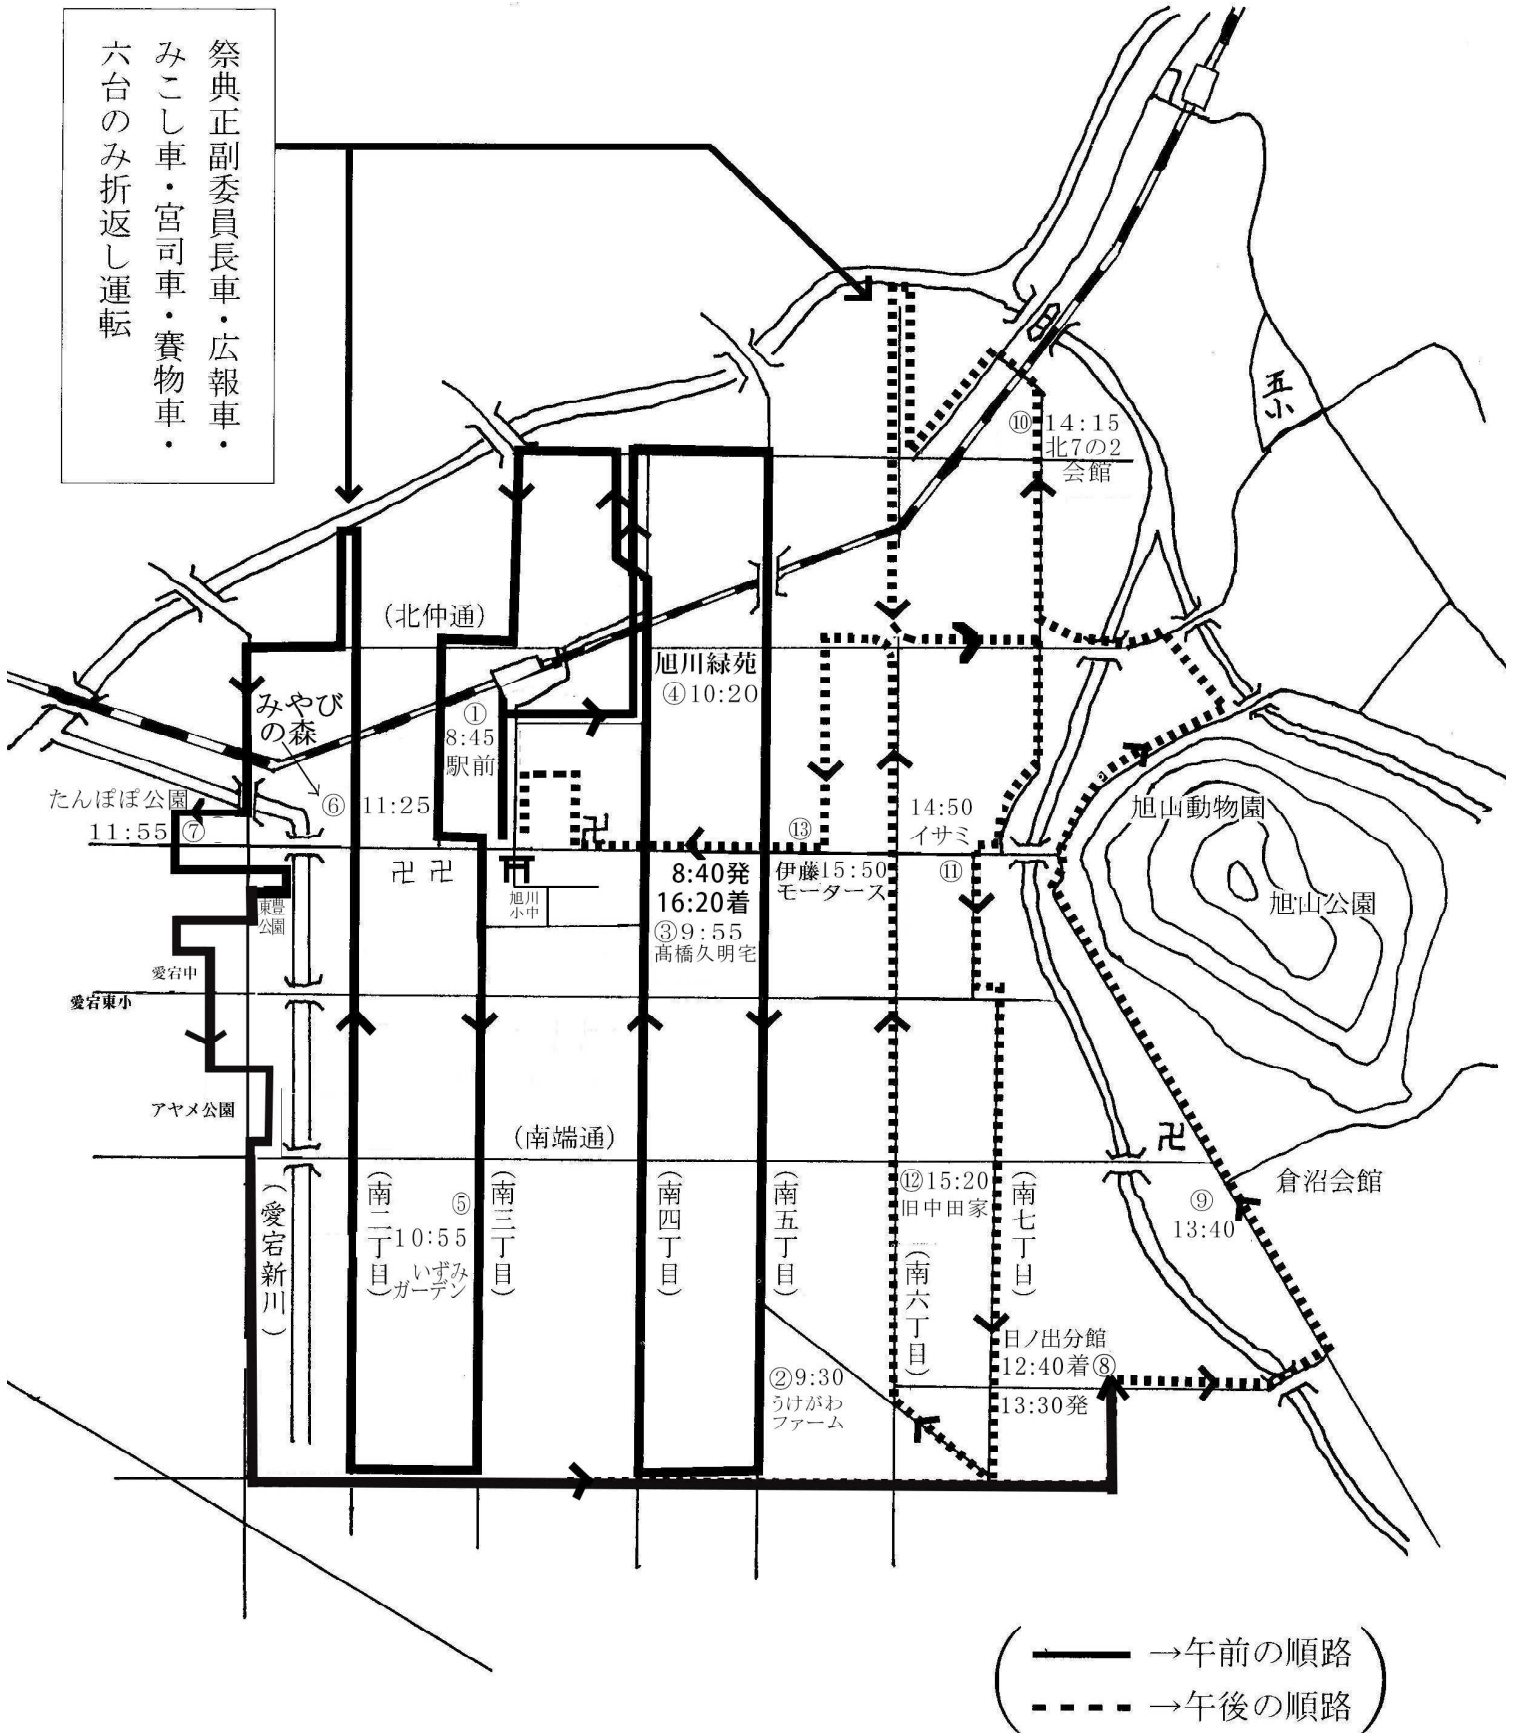 祭典正副委員長車・広報車・
みこし車・宮司車・賽物車・
六台のみ折返し運転
五小
⑩ 14:15
北7の2
会館
(北仲通)
旭川緑苑
④10:20
みやび
の森
①
8:45
駅前
たんぽぽ公園
11:55 ⑦
⑥ 11:25
14:50
イサミ
⑪
⑬
伊藤15:50
モータース
旭山動物園
旭山公園
卍 卍
卍
旭川
小中
8:40発
16:20着
③9:55
髙橋久明宅
東豊
公園
愛宕中
愛宕東小
アヤメ公園
(南端通)
卍
倉沼会館
⑨
13:40
(愛宕新川)
(南二丁目)
⑤
10:55
いずみ
ガーデン
(南三丁目)
(南四丁目)
(南五丁目)
⑫15:20
旧中田家
(南六丁目)
(南七丁目)
日ノ出分館
12:40着⑧
13:30発
②9:30
うけがわ
ファーム
→午前の順路
→午後の順路